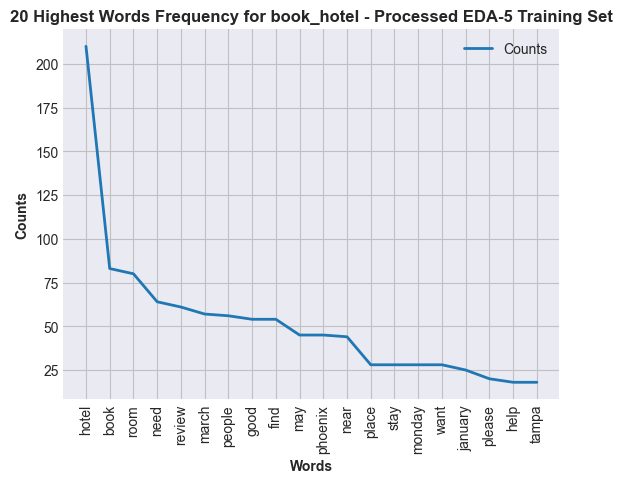 20 Highest Words Frequency for book_hotel - Processed EDA-5 Training Set
Counts
200
175
150
125
100
75
50
25
Counts
hotel
book
room
need
review
march
people
good
find
may
phoenix
near
place
stay
monday
want
january
please
help
tampa
Words